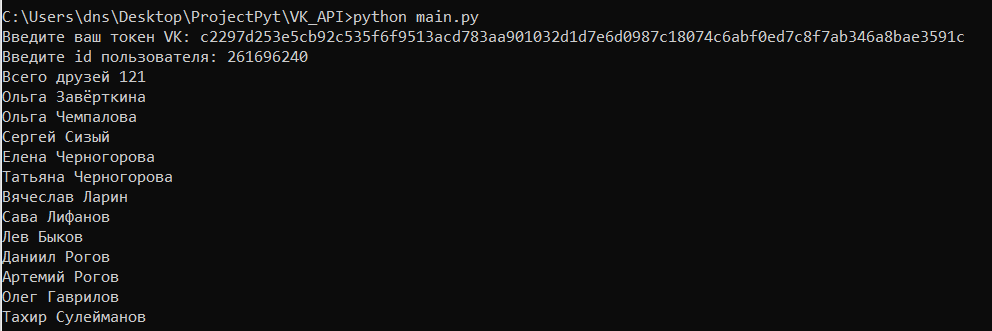 C:\Users\dns\Desktop\ProjectPyt\VK_API>python main.py
Введите ваш токен VK: c2297d253e5cb92c535f6f9513acd783aa901032d1d7e6d0987c18074c6abf0ed7c8f7ab346a8bae3591c
Введите id пользователя: 261696240
Всего друзей 121
Ольга Завёрткина
Ольга Чемпалова
Сергей Сизый
Елена Черногорова
Татьяна Черногорова
Вячеслав Ларин
Сава Лифанов
Лев Быков
Даниил Рогов
Артемий Рогов
Олег Гаврилов
Тахир Сулейманов